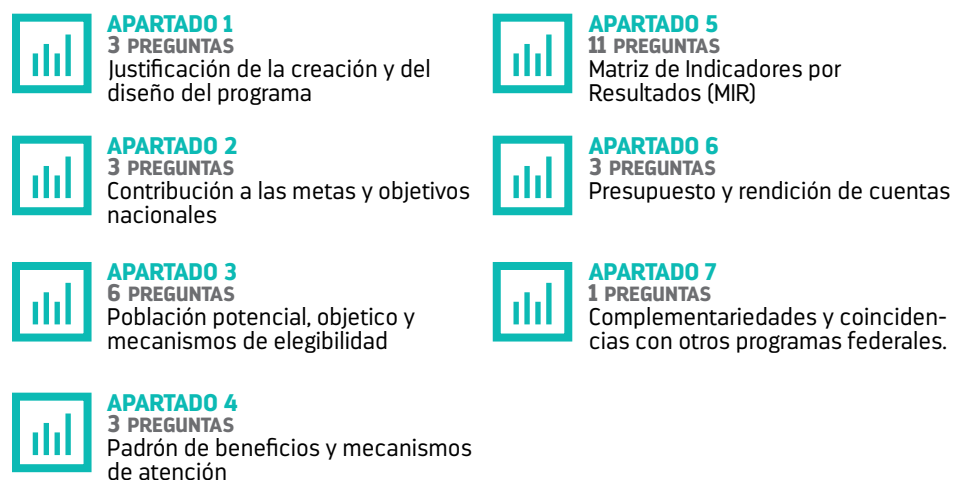 APARTADO 1
3 PREGUNTAS
Justificación de la creación y del
diseño del programa
APARTADO 2
3 PREGUNTAS
Contribución a las metas y objetivos
nacionales
APARTADO 3
6 PREGUNTAS
Población potencial, objetico y
mecanismos de elegibilidad
APARTADO 4
3 PREGUNTAS
Padrón de beneficios y mecanismos
de atención
APARTADO 5
11 PREGUNTAS
Matriz de Indicadores por
Resultados (MIR)
APARTADO 6
3 PREGUNTAS
Presupuesto y rendición de cuentas
APARTADO 7
1 PREGUNTAS
Complementariedades y coinciden-
cias con otros programas federales.